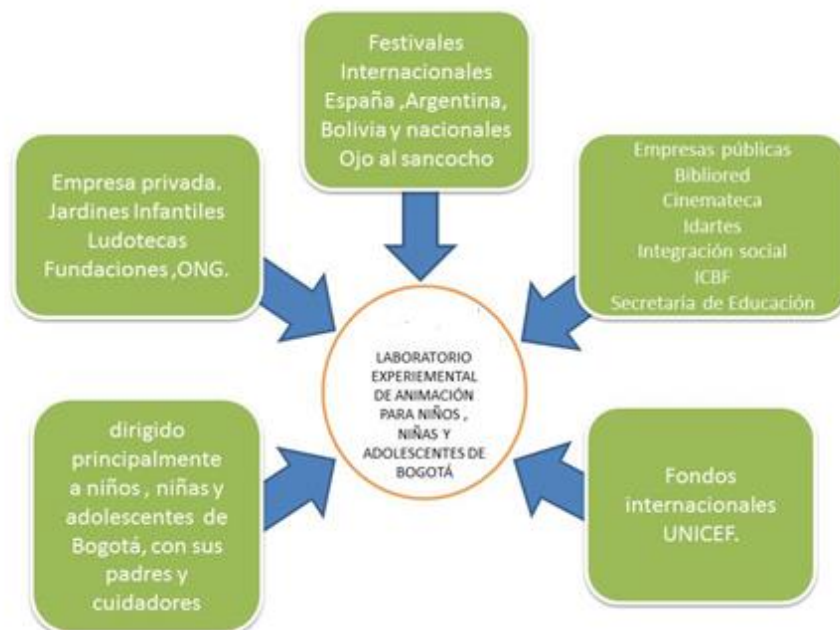 Festivales
Internacionales
España ,Argentina,
Bolivia y nacionales
Ojo al sancocho
Empresa privada.
Jardines Infantiles
Ludotecas
Fundaciones ,ONG.
Empresas públicas
Bibliored
Cinemateca
Idartes
Integración social
ICBF
Secretaria de Educación
LABORATORIO
EXPERIEMENTAL
DE ANIMACIÓN
PARA NIÑOS ,
NIÑAS Y
ADOLESCENTES DE
BOGOTÁ
dirigido
principalmente
a niños , niñas y
adolescentes de
Bogotá, con sus
padres y
cuidadores
Fondos
internacionales
UNICEF.